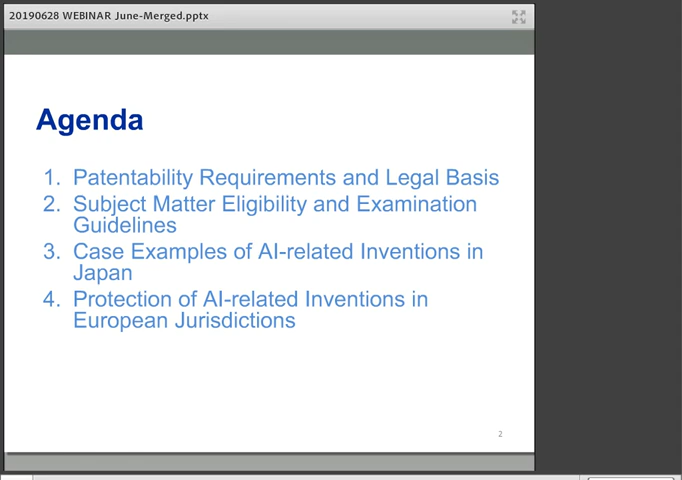 20190628 WEBINAR June-Merged.pptx
Agenda
1. Patentability Requirements and Legal Basis
2. Subject Matter Eligibility and Examination
Guidelines
3. Case Examples of AI-related Inventions in
Japan
4. Protection of AI-related Inventions in
European Jurisdictions
2